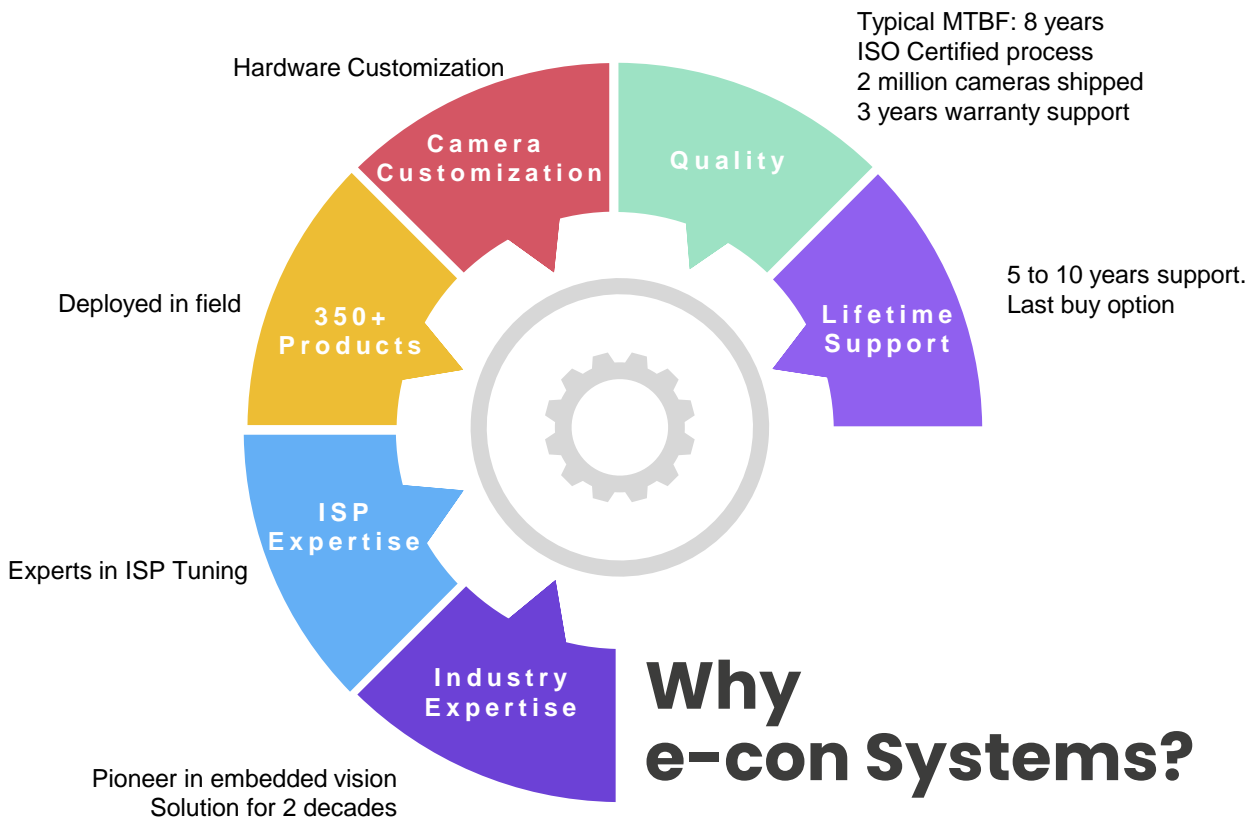 Typical MTBF: 8 years
ISO Certified process
2 million cameras shipped
3 years warranty support
Hardware Customization
Camera
Customization
Quality
5 to 10 years support.
Last buy option
Lifetime
Support
Deployed in field
350+
Products
ISP
Expertise
Experts in ISP Tuning
Industry
Expertise
Pioneer in embedded vision
Solution for 2 decades
Why
e-con Systems?